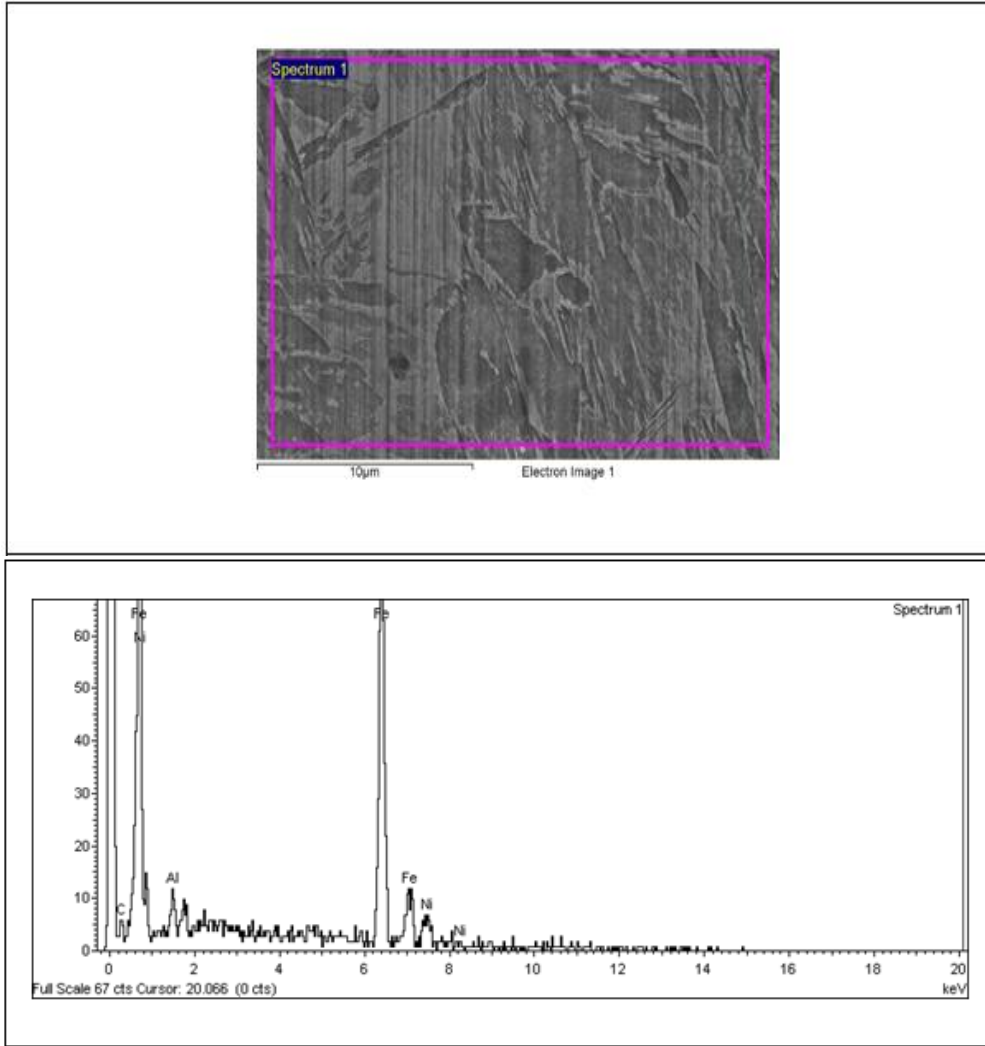 Spectrum 1
10μm Electron Image 1
Spectrum 1
Fe Fe
Ni
60
50
40
30
20
10
0
Al
C
Fe
Ni
Ni
0 2 4 6 8 10 12 14 16 18 20
Full Scale 67 cts Cursor: 20.066 (0 cts) keV